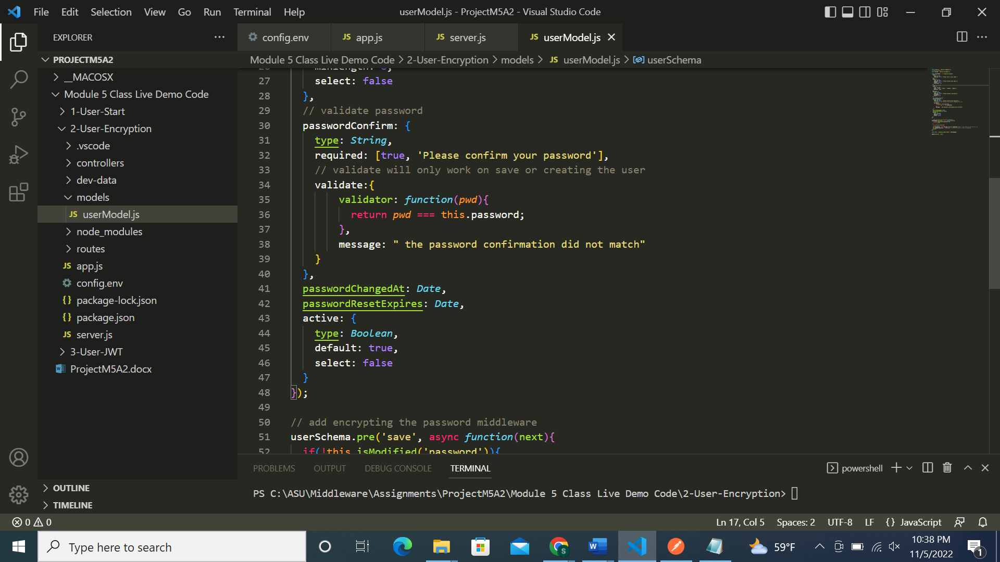 File Edit Selection View Go Run Terminal Help
userModel.js - ProjectM5A2 - Visual Studio Code
EXPLORER
PROJECTM5A2
__MACOSX
Module 5 Class Live Demo Code
1-User-Start
2-User-Encryption
.vscode
controllers
dev-data
models
JS userModel.js
node_modules
routes
JS app.js
config.env
{} package-lock.json
{} package.json
JS server.js
3-User-JWT
ProjectM5A2.docx
OUTLINE
TIMELINE
config.env JS app.js JS server.js JS userModel.js
Module 5 Class Live Demo Code > 2-User-Encryption > models > JS userModel.js > userSchema
27 select: false
28 },
29 // validate password
30 passwordConfirm: {
31 type: String,
32 required: [true, 'Please confirm your password'],
33 // validate will only work on save or creating the user
34 validate:{
35 validator: function(pwd){
36 return pwd === this.password;
37 },
38 message: " the password confirmation did not match"
39 }
40 },
41 passwordChangedAt: Date,
42 passwordResetExpires: Date,
43 active: {
44 type: Boolean,
45 default: true,
46 select: false
47 }
48 });
49
50 // add encrypting the password middleware
51 userSchema.pre('save', async function(next){
52 if(!this.isModified('password')){
PROBLEMS OUTPUT DEBUG CONSOLE TERMINAL
powershell
PS C:\ASU\Middleware\Assignments\ProjectM5A2\Module 5 Class Live Demo Code\2-User-Encryption>
0 0
Ln 17, Col 5 Spaces: 2 UTF-8 LF {} JavaScript
Type here to search
59°F
10:38 PM
11/5/2022
1